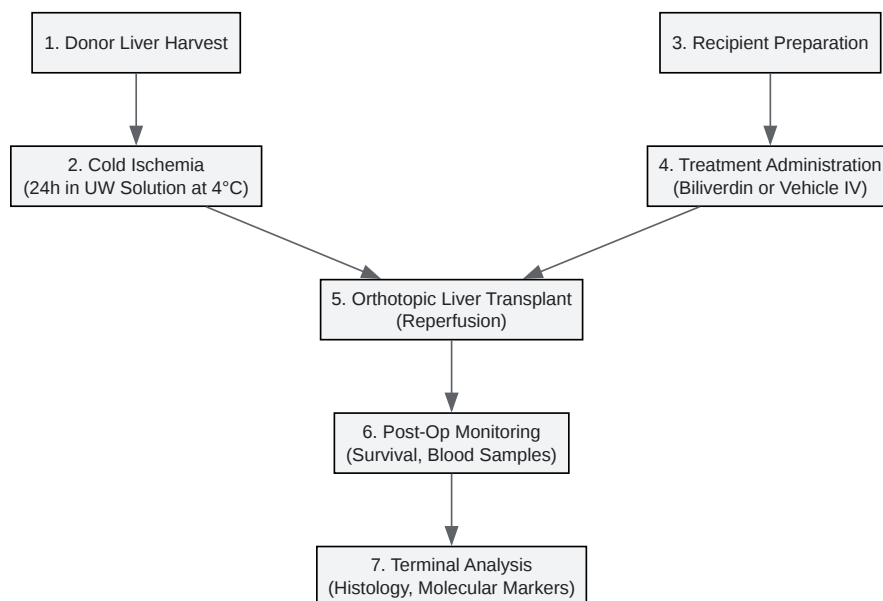 1. Donor Liver Harvest
3. Recipient Preparation
2. Cold Ischemia
(24h in UW Solution at 4°C)
4. Treatment Administration
(Biliverdin or Vehicle IV)
5. Orthotopic Liver Transplant
(Reperfusion)
6. Post-Op Monitoring
(Survival, Blood Samples)
7. Terminal Analysis
(Histology, Molecular Markers)